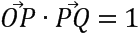 $\vec{OP} \cdot \vec{PQ} = 1$